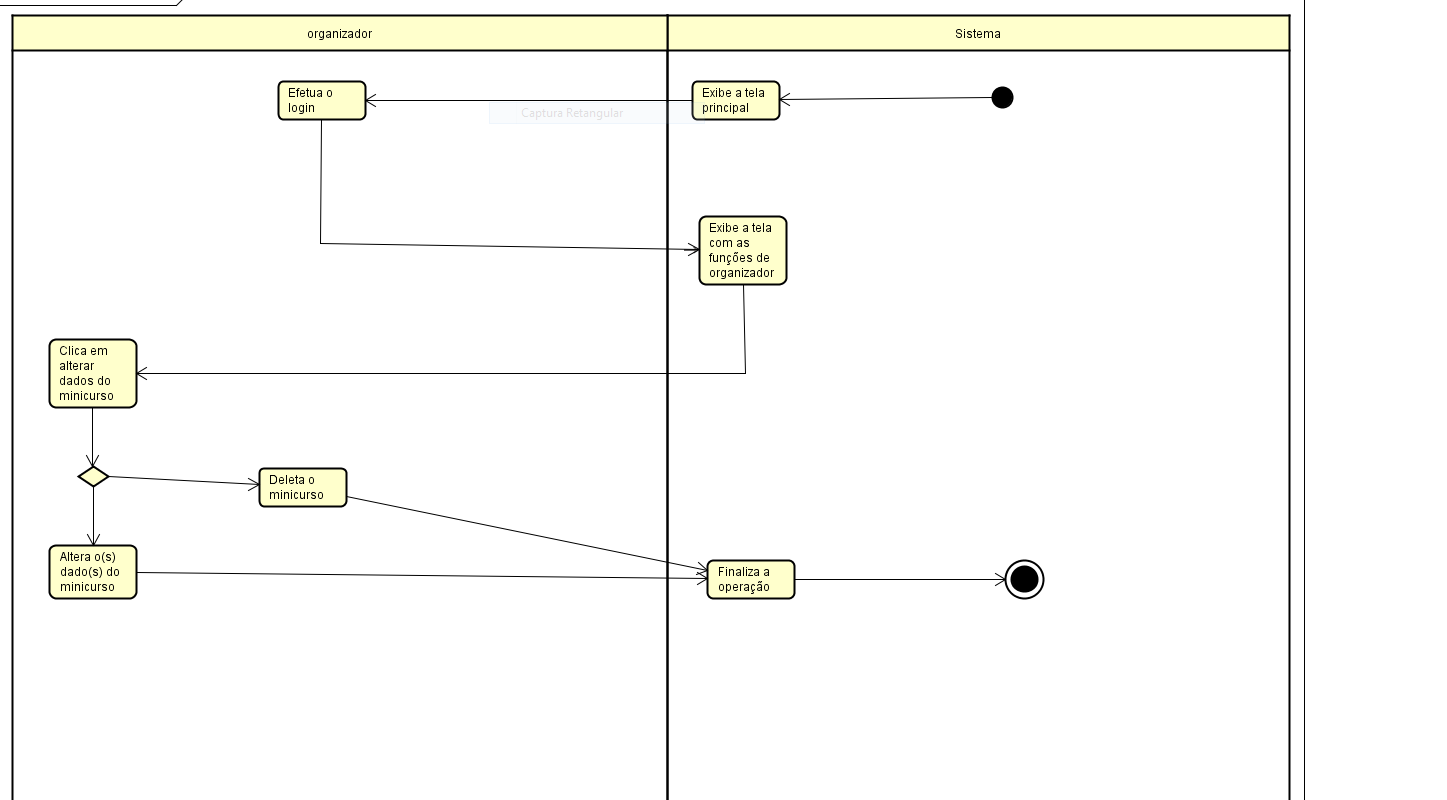 organizador
Sistema
Efetua o
login
Exibe a tela
principal
Captura Retangular
Exibe a tela
com as
funções de
organizador
Clica em
alterar
dados do
minicurso
Deleta o
minicurso
Altera o(s)
dado(s) do
minicurso
Finaliza a
operação